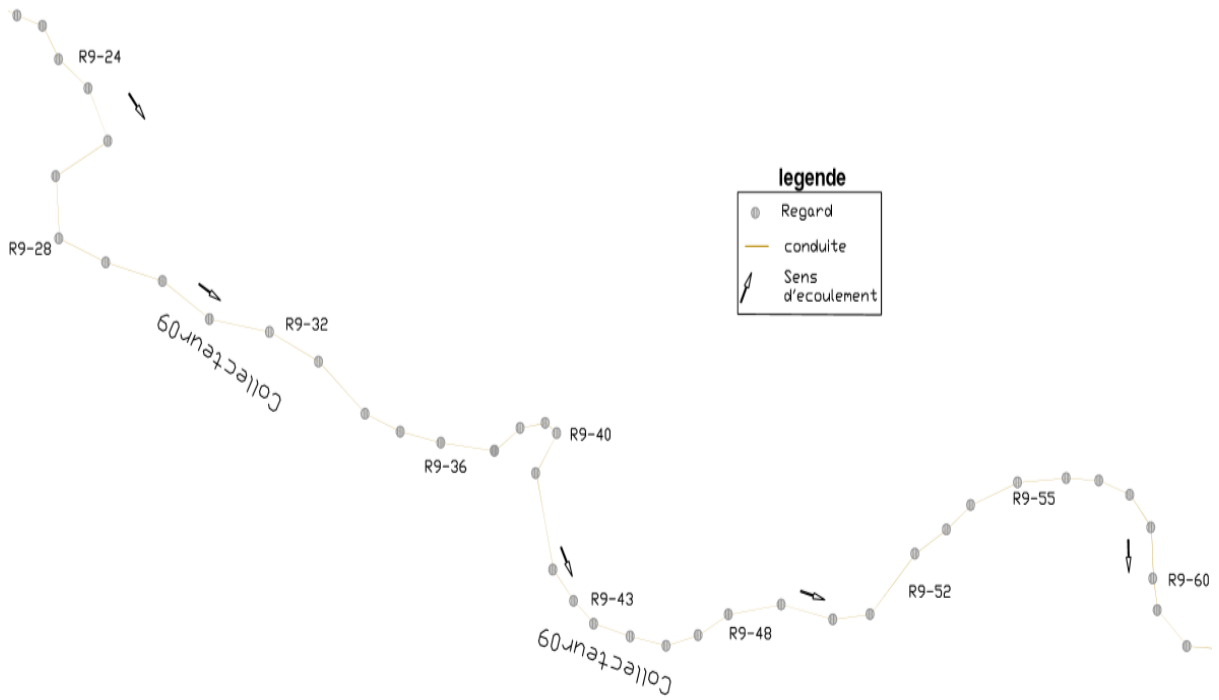 R9-24
legende
Regard
conduite
Sens
d'ecoulement
R9-28
R9-32
Collecteur09
R9-40
R9-36
R9-55
R9-60
R9-52
R9-43
R9-48
Collecteur09